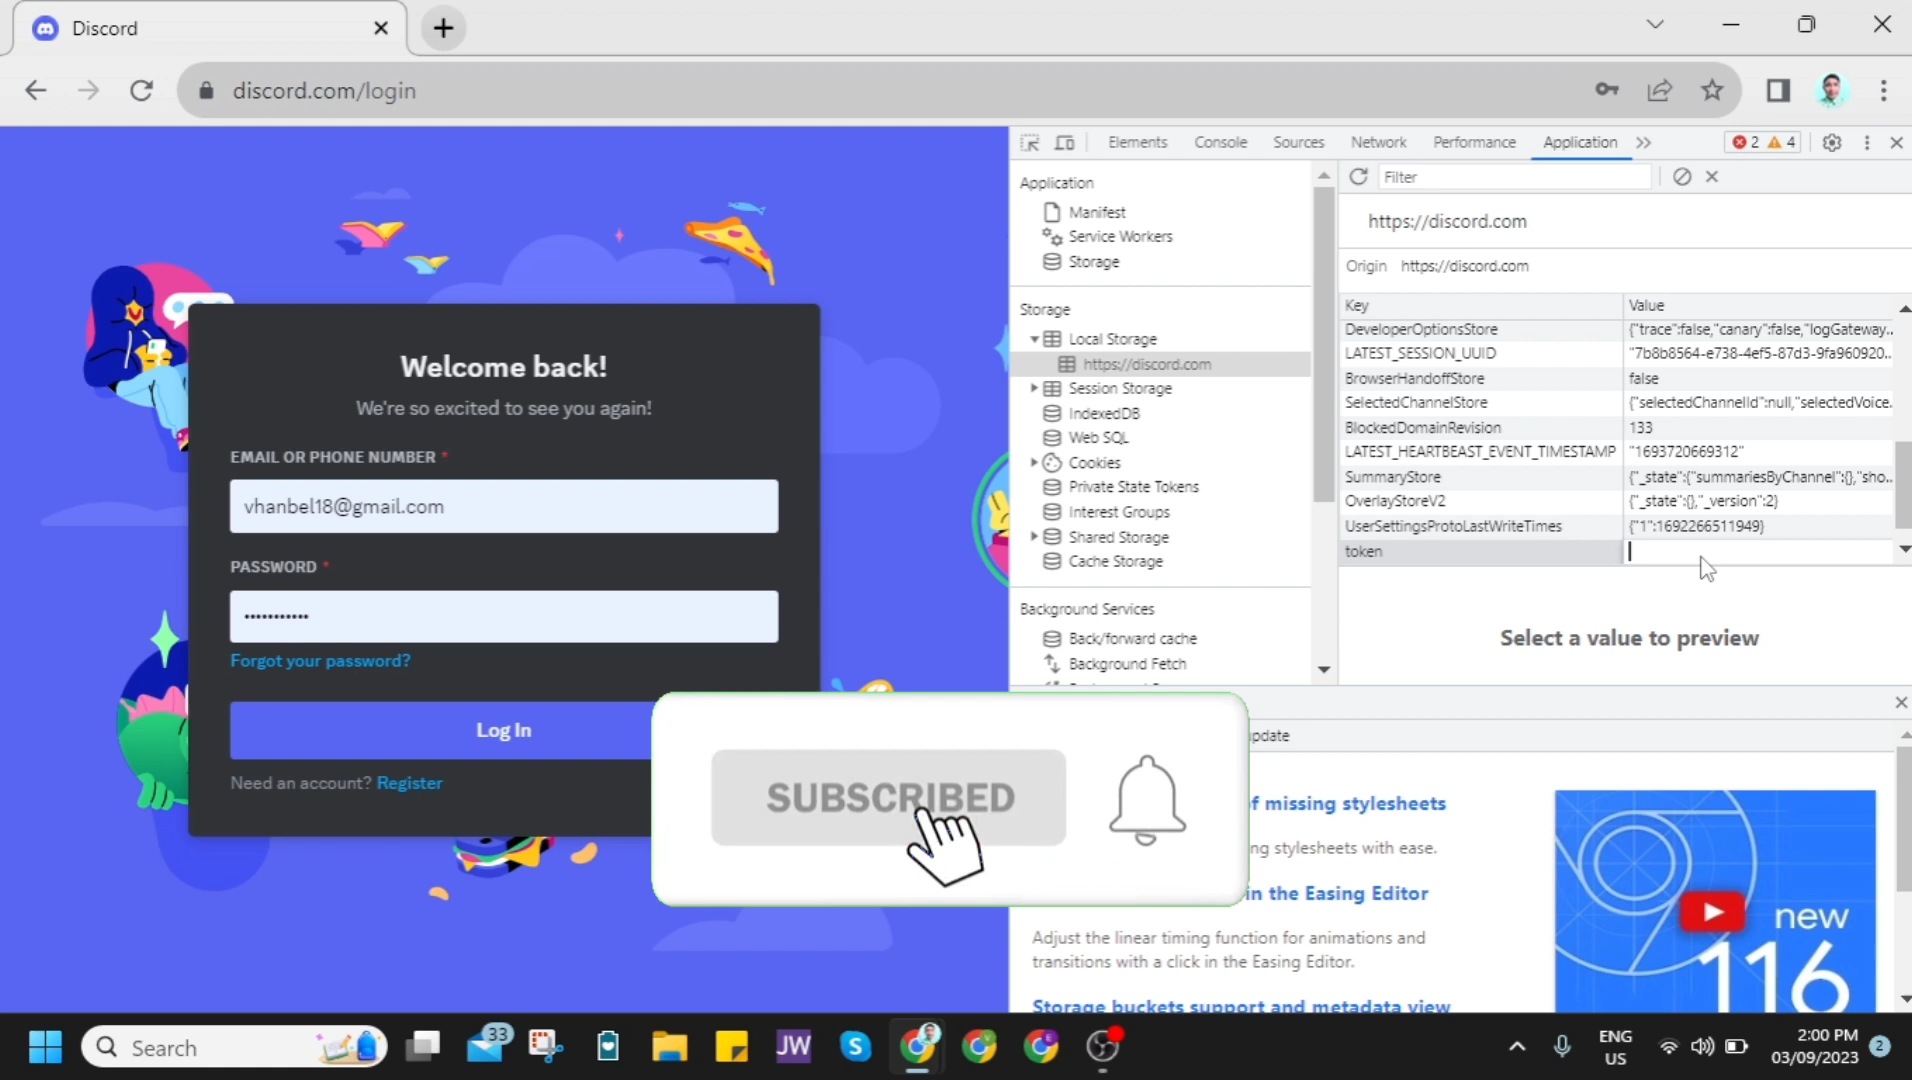 Discord
discord.com/login
Elements Console Sources Network Performance Application
2 4
Application
Manifest
Service Workers
Storage
Storage
Local Storage
https://discord.com
Session Storage
IndexedDB
Web SQL
Cookies
Private State Tokens
Interest Groups
Shared Storage
Cache Storage
Background Services
Back/forward cache
Background Fetch
Filter
https://discord.com
Origin https://discord.com
Key Value
DeveloperOptionsStore {"trace":false,"canary":false,"logGateway...
LATEST_SESSION_UUID "7b8b8564-e738-4ef5-87d3-9fa960920...
BrowserHandoffStore false
SelectedChannelStore {"selectedChannelId":null,"selectedVoice...
BlockedDomainRevision 133
LATEST_HEARTBEAST_EVENT_TIMESTAMP "1693720669312"
SummaryStore {"_state":{"summariesByChannel":{},"sho...
OverlayStoreV2 {"_state":{},"_version":2}
UserSettingsProtoLastWriteTimes {"1":1692266511949}
token
Select a value to preview
Welcome back!
We're so excited to see you again!
EMAIL OR PHONE NUMBER *
vhanbel18@gmail.com
PASSWORD *
•••••••••••
Forgot your password?
Log In
Need an account? Register
SUBSCRIBED
update
f missing stylesheets
ng stylesheets with ease.
in the Easing Editor
Adjust the linear timing function for animations and
transitions with a click in the Easing Editor.
Storage buckets support and metadata view
new
116
Search
33
JW
ENG
US
2:00 PM
03/09/2023
2